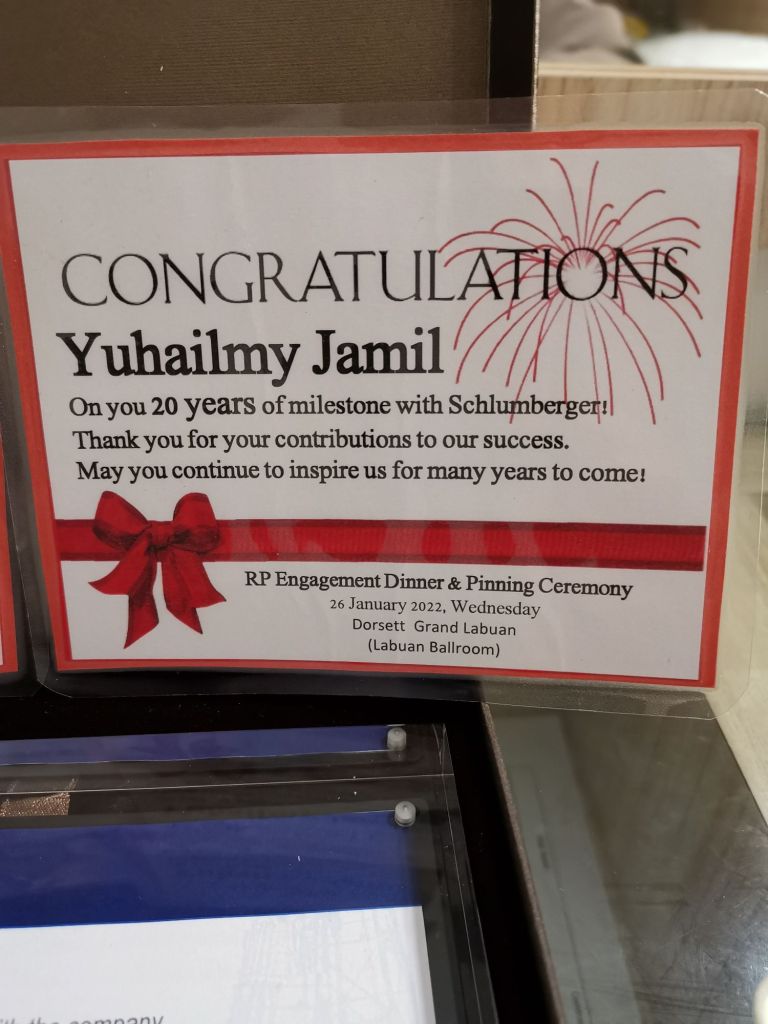 CONGRATULATIONS
Yuhailmy Jamil
On you 20 years of milestone with Schlumberger!
Thank you for your contributions to our success.
May you continue to inspire us for many years to come!
RP Engagement Dinner & Pinning Ceremony
26 January 2022, Wednesday
Dorsett Grand Labuan
(Labuan Ballroom)
the company